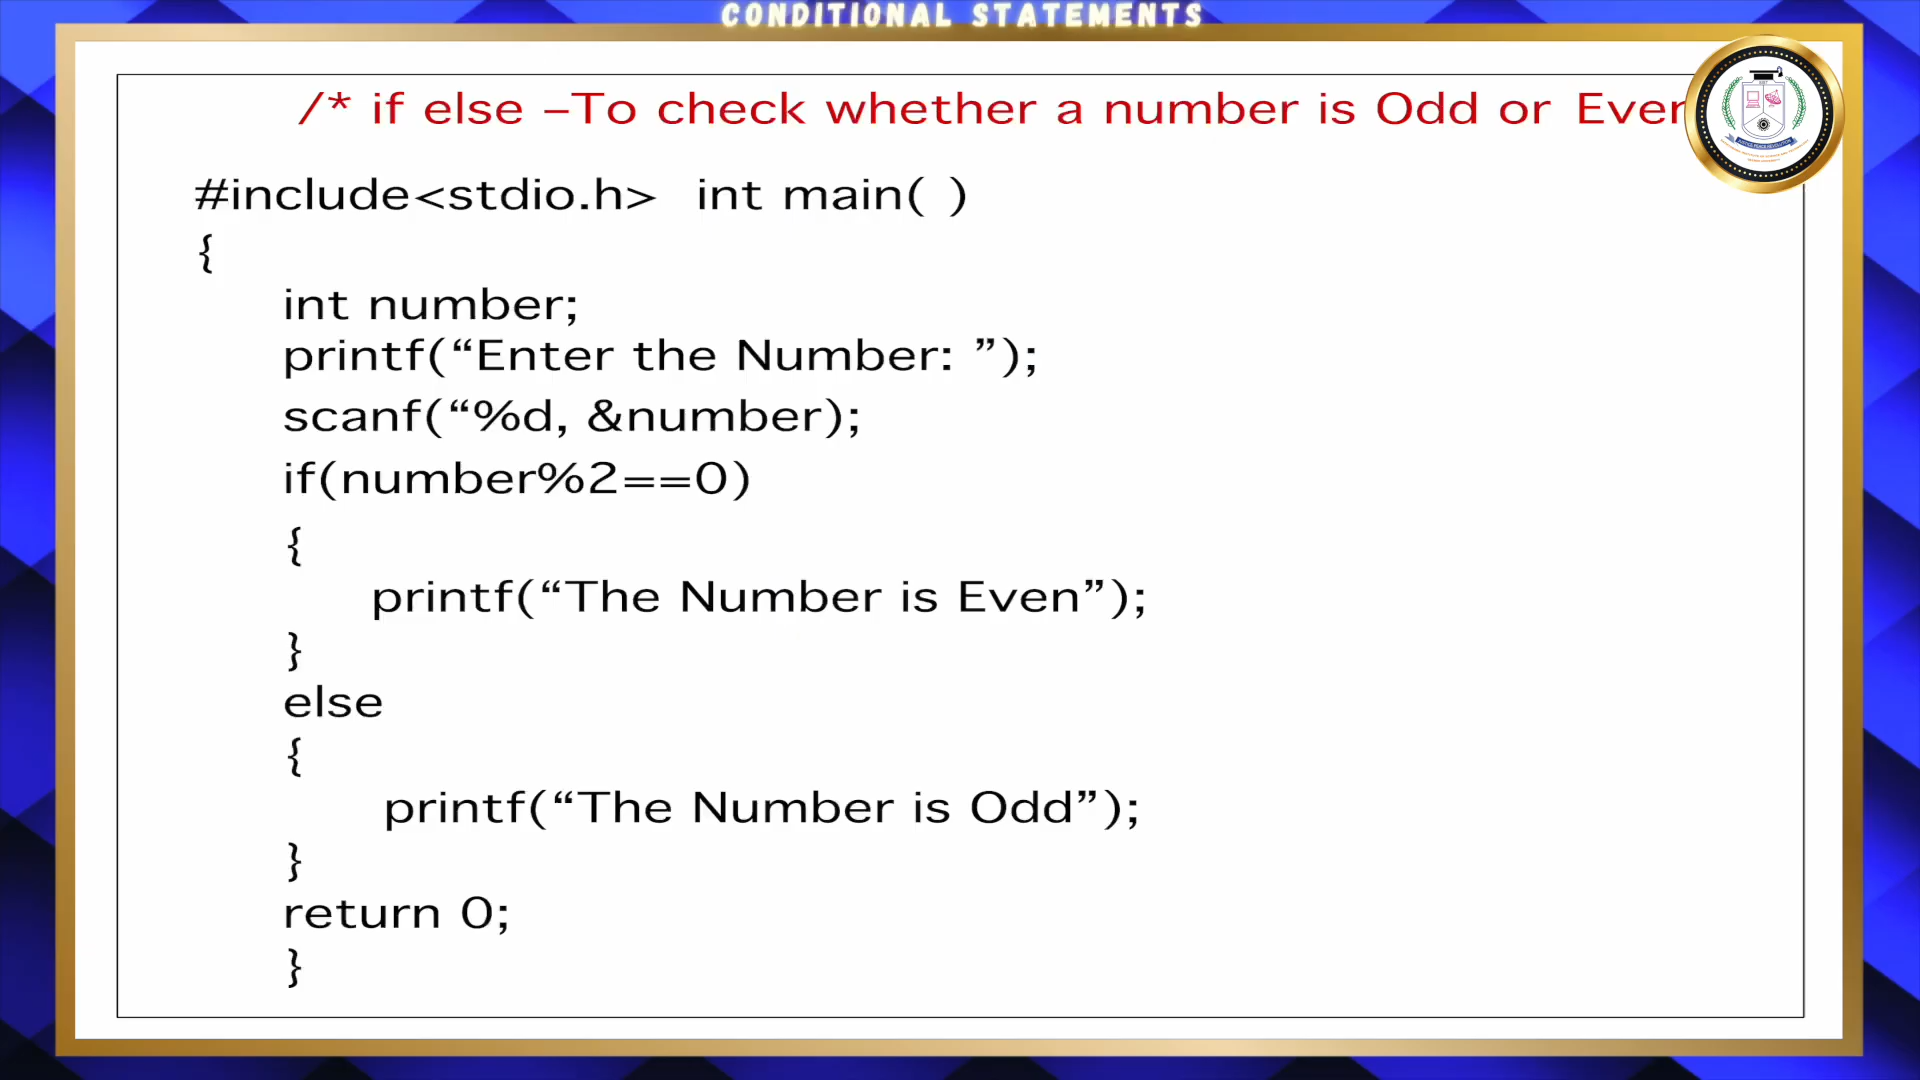 CONDITIONAL STATEMENTS
/* if else –To check whether a number is Odd or Even
#include<stdio.h>  int main( )
{
int number;
printf(“Enter the Number: ”);
scanf(“%d, &number);
if(number%2==0)
{
printf(“The Number is Even”);
}
else
{
printf(“The Number is Odd”);
}
return 0;
}